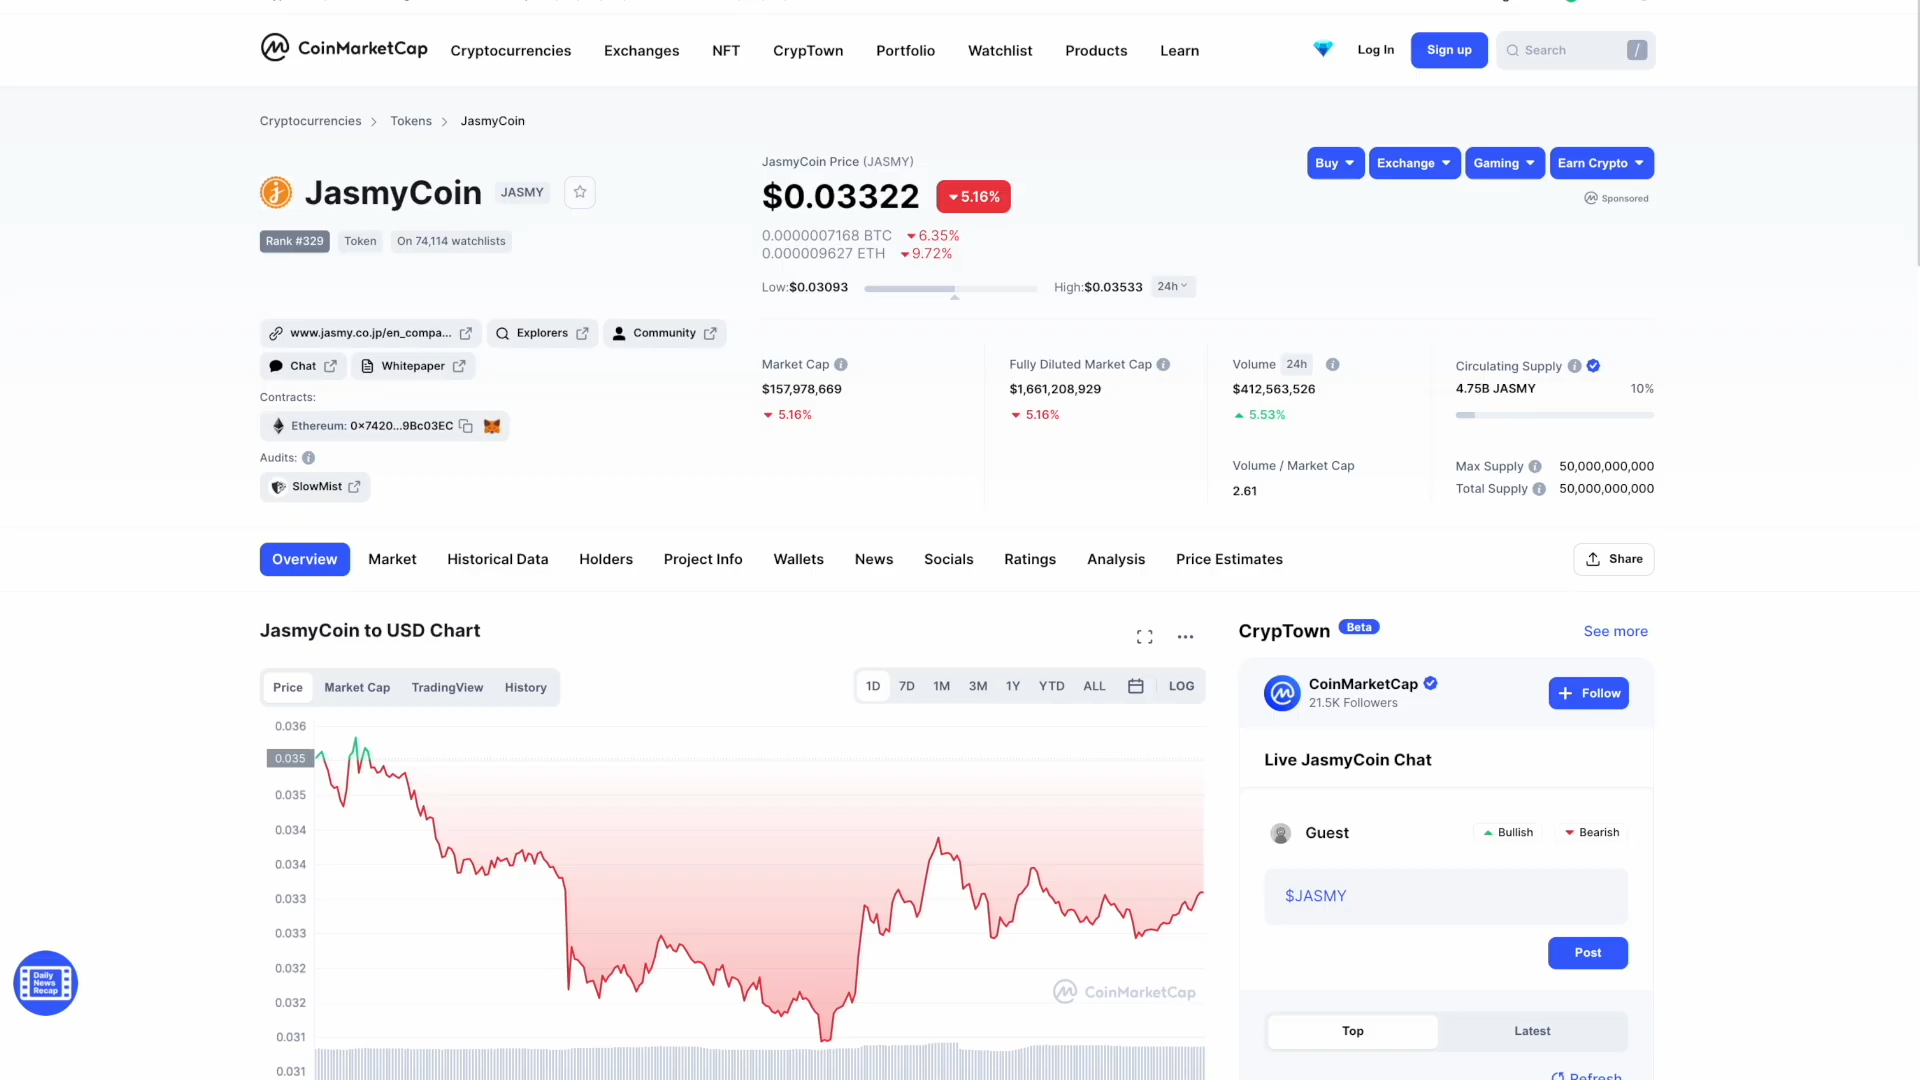 CoinMarketCap Cryptocurrencies Exchanges NFT CrypTown Portfolio Watchlist Products Learn Log In Sign up Search /
Cryptocurrencies > Tokens > JasmyCoin
JasmyCoin Price (JASMY)
Buy Exchange Gaming Earn Crypto
JasmyCoin JASMY
$0.03322 5.16%
Sponsored
Rank #329 Token On 74,114 watchlists
0.0000007168 BTC 6.35%
0.000009627 ETH 9.72%
Low:$0.03093 High:$0.03533 24h
www.jasmy.co.jp/en_compa... Explorers Community
Chat Whitepaper
Contracts:
Ethereum: 0x7420...9Bc03EC
Audits:
SlowMist
Market Cap
$157,978,669
5.16%
Fully Diluted Market Cap
$1,661,208,929
5.16%
Volume 24h
$412,563,526
5.53%
Volume / Market Cap
2.61
Circulating Supply
4.75B JASMY 10%
Max Supply 50,000,000,000
Total Supply 50,000,000,000
Overview Market Historical Data Holders Project Info Wallets News Socials Ratings Analysis Price Estimates Share
JasmyCoin to USD Chart
Price Market Cap TradingView History
1D 7D 1M 3M 1Y YTD ALL LOG
0.036
0.035
0.035
0.034
0.034
0.033
0.033
0.032
0.032
0.031
0.031
CoinMarketCap
CrypTown Beta See more
CoinMarketCap
21.5K Followers
Follow
Live JasmyCoin Chat
Guest Bullish Bearish
$JASMY
Post
Top Latest
Refresh
Daily
News
Recap